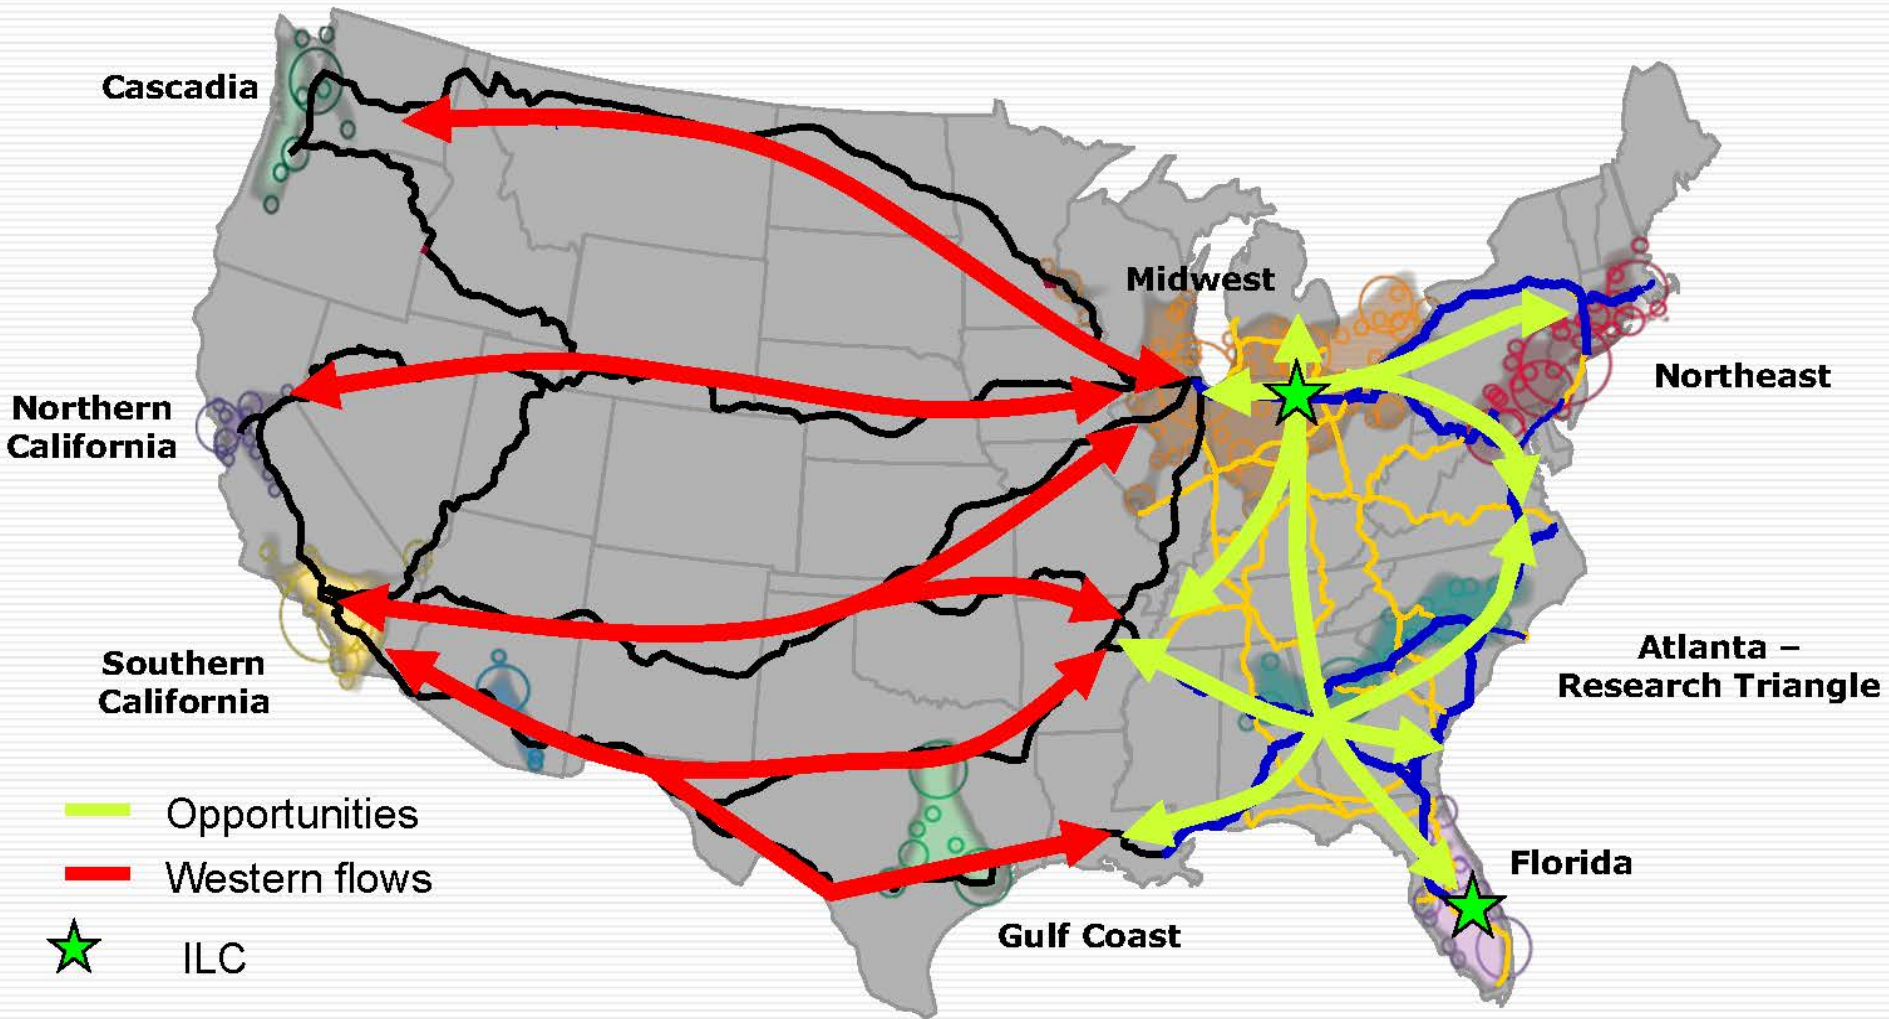 Cascadia
Midwest
Northeast
Northern
California
Southern
California
Atlanta –
Research Triangle
Opportunities
Western flows
ILC
Florida
Gulf Coast